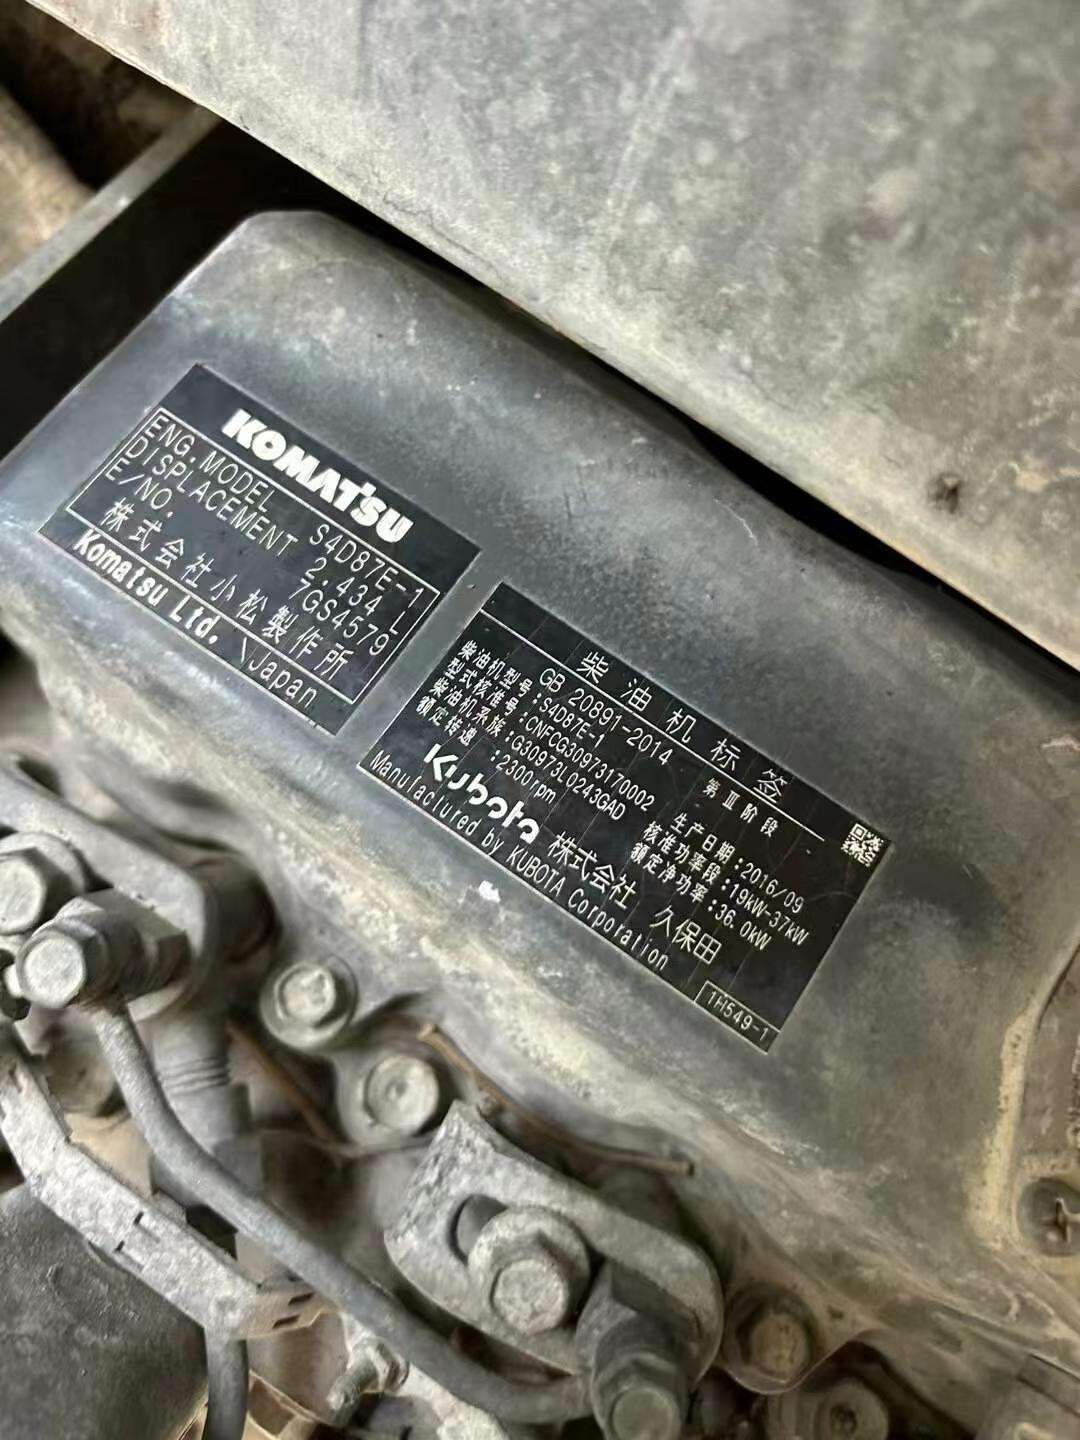 KOMATSU
ENG. MODEL S4D87E-1
DISPLACEMENT 2.434 L
E/NO. 7GS4579
株式会社小松製作所
Komatsu Ltd. \Japan
柴油机标签
GB 20891-2014 第Ⅲ阶段
柴油机型号:S4D87E-1 生产日期:2016/09
型式核准号:CNFCG30973170002 核准功率段:19kW-37kW
柴油机系族:G30973L0243GAD 额定净功率:36.0kW
额定转速 :2300rpm
Kubota 株式会社 久保田
Manufactured by KUBOTA Corporation
1H549-1